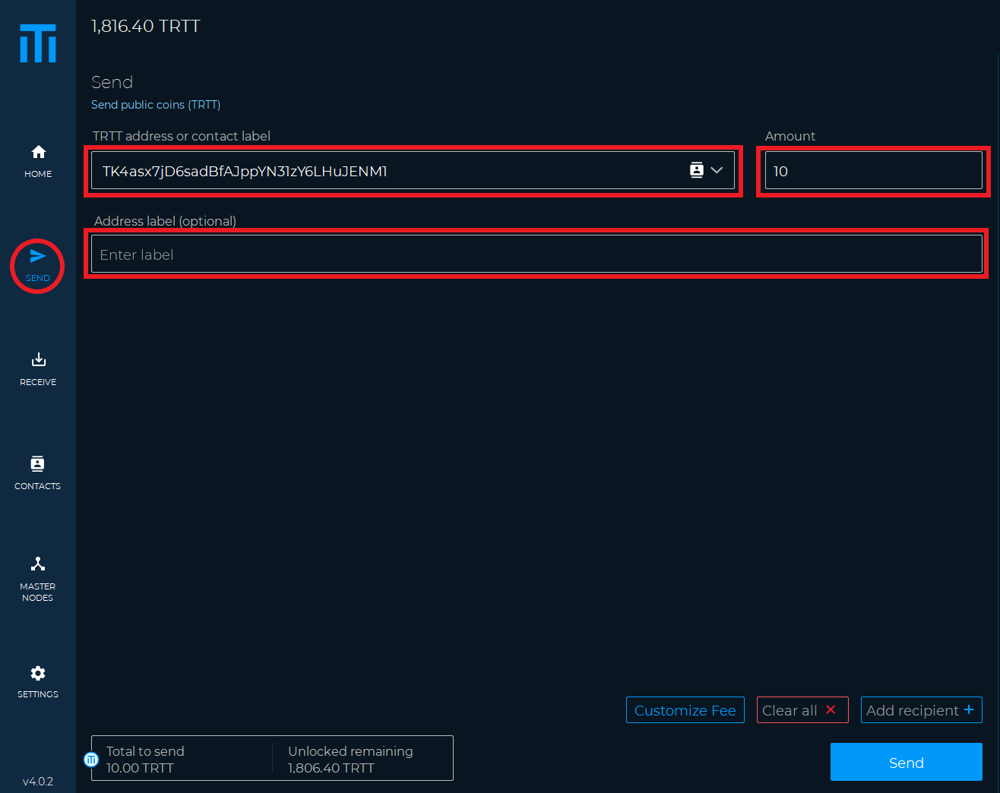 1,816.40 TRTT
Send
Send public coins (TRTT)
TRTT address or contact label
Amount
TK4asx7jD6sadBfAJppYN31zY6LHuJENM1
10
Address label (optional)
Enter label
HOME
SEND
RECEIVE
CONTACTS
MASTER
NODES
SETTINGS
v4.0.2
Customize Fee
Clear all
Add recipient +
Total to send
10.00 TRTT
Unlocked remaining
1,806.40 TRTT
Send